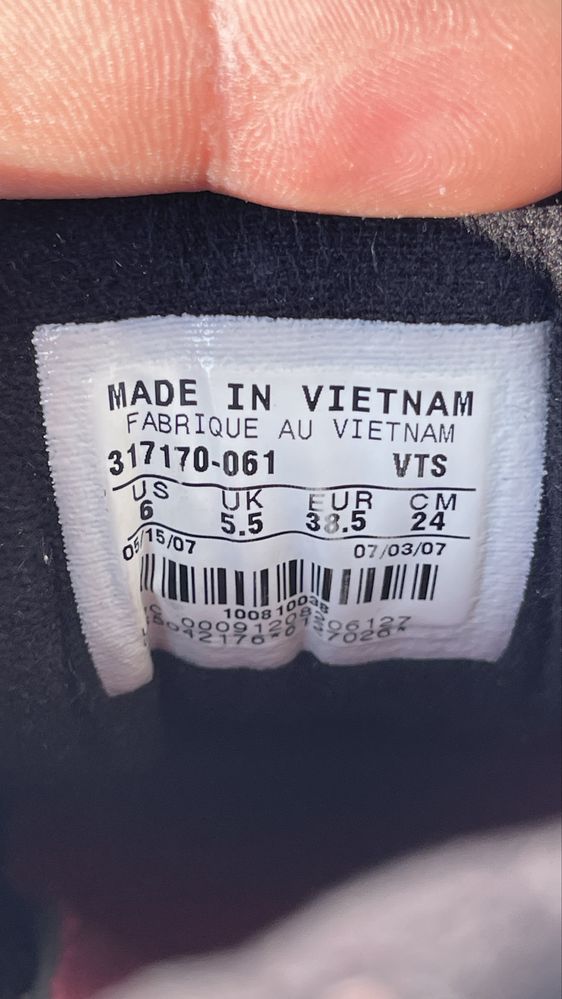 MADE IN VIETNAM
FABRIQUE AU VIETNAM
317170-061 VTS
US UK EUR CM
6 5.5 38.5 24
05/15/07 07/03/07
100810038